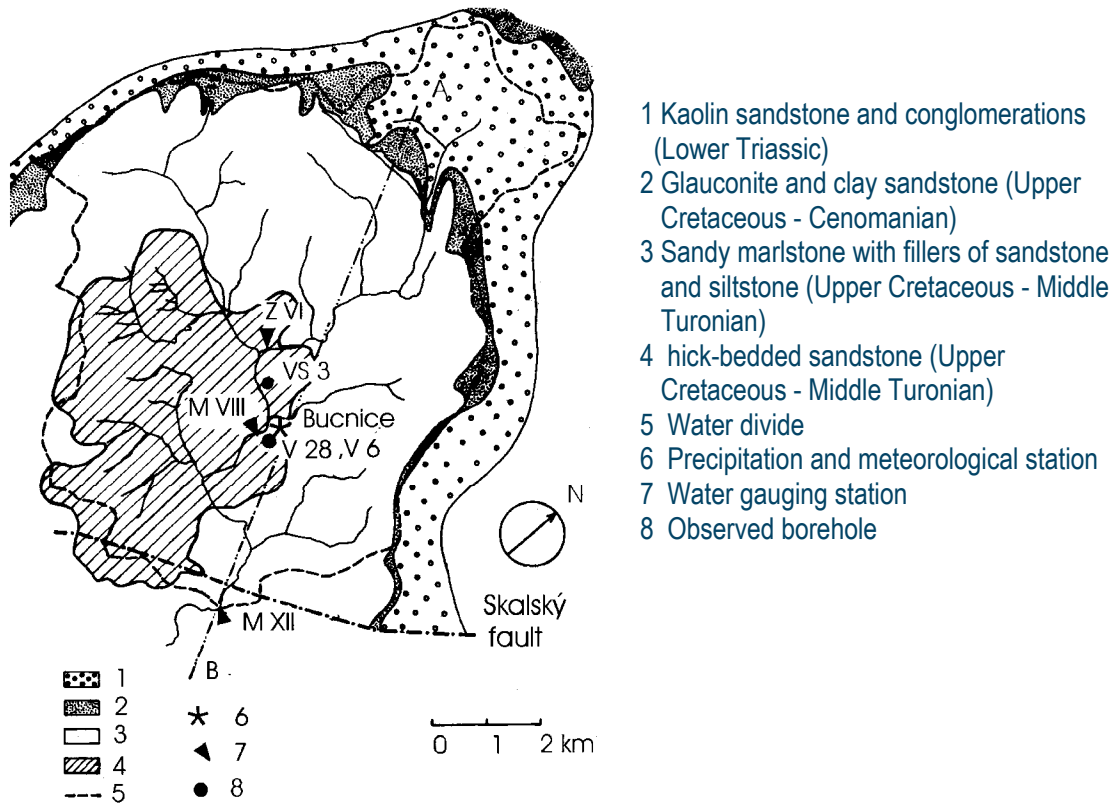 A
Z VI
VS 3
M VIII
Bucnice
V 28 ,V 6
N
Skalský
fault
M XII
B
1
2
3
4
5
6
7
8
0 1 2 km
1 Kaolin sandstone and conglomerations
(Lower Triassic)
2 Glauconite and clay sandstone (Upper
Cretaceous - Cenomanian)
3 Sandy marlstone with fillers of sandstone
and siltstone (Upper Cretaceous - Middle
Turonian)
4 hick-bedded sandstone (Upper
Cretaceous - Middle Turonian)
5 Water divide
6 Precipitation and meteorological station
7 Water gauging station
8 Observed borehole